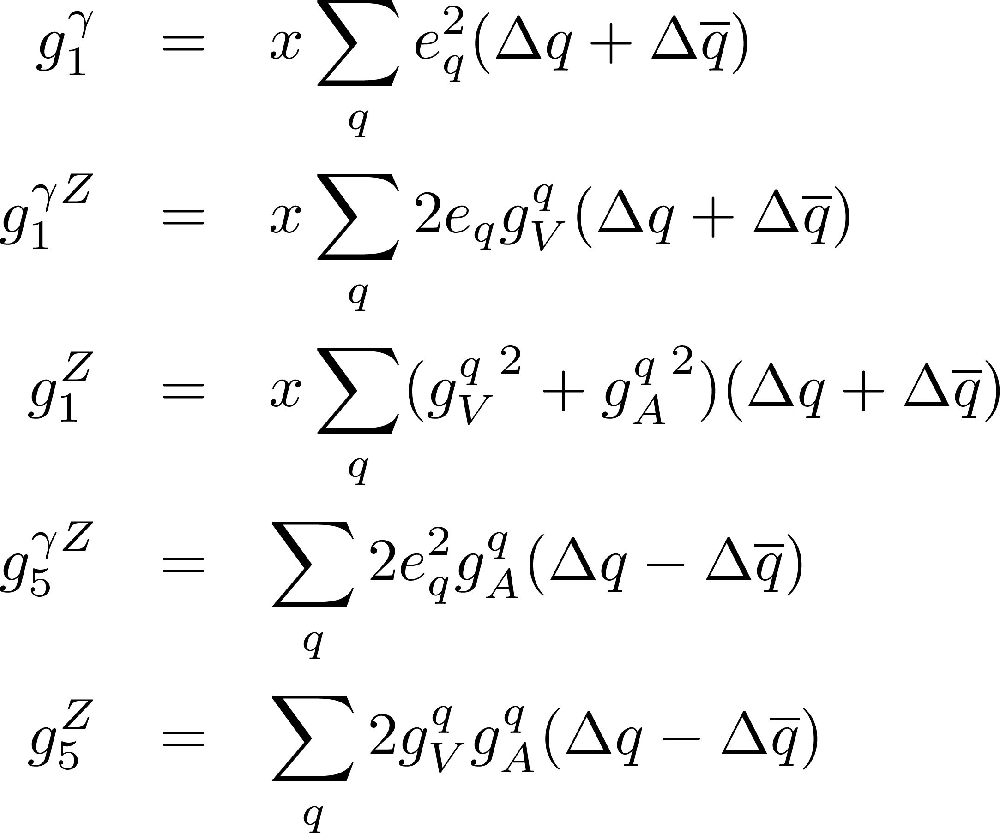 g_1^γ = x ∑_q e_q^2 (Δq + Δq̅)
g_1^{γZ} = x ∑_q 2e_q g_V^q (Δq + Δq̅)
g_1^Z = x ∑_q (g_V^{q 2} + g_A^{q 2})(Δq + Δq̅)
g_5^{γZ} = ∑_q 2e_q^2 g_A^q (Δq − Δq̅)
g_5^Z = ∑_q 2g_V^q g_A^q (Δq − Δq̅)